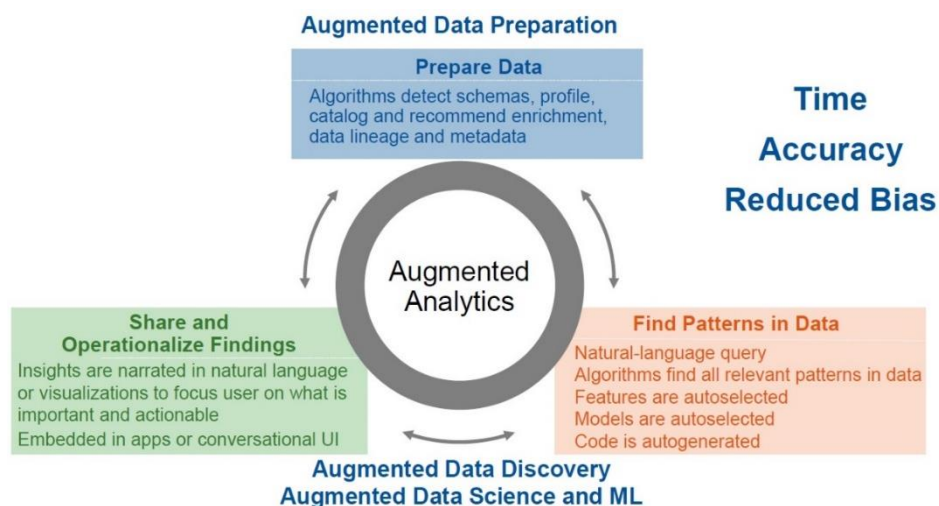 Augmented Data Preparation
Prepare Data
Algorithms detect schemas, profile,
catalog and recommend enrichment,
data lineage and metadata
Time
Accuracy
Reduced Bias
Augmented
Analytics
Share and
Operationalize Findings
Insights are narrated in natural language
or visualizations to focus user on what is
important and actionable
Embedded in apps or conversational UI
Find Patterns in Data
Natural-language query
Algorithms find all relevant patterns in data
Features are autoselected
Models are autoselected
Code is autogenerated
Augmented Data Discovery
Augmented Data Science and ML